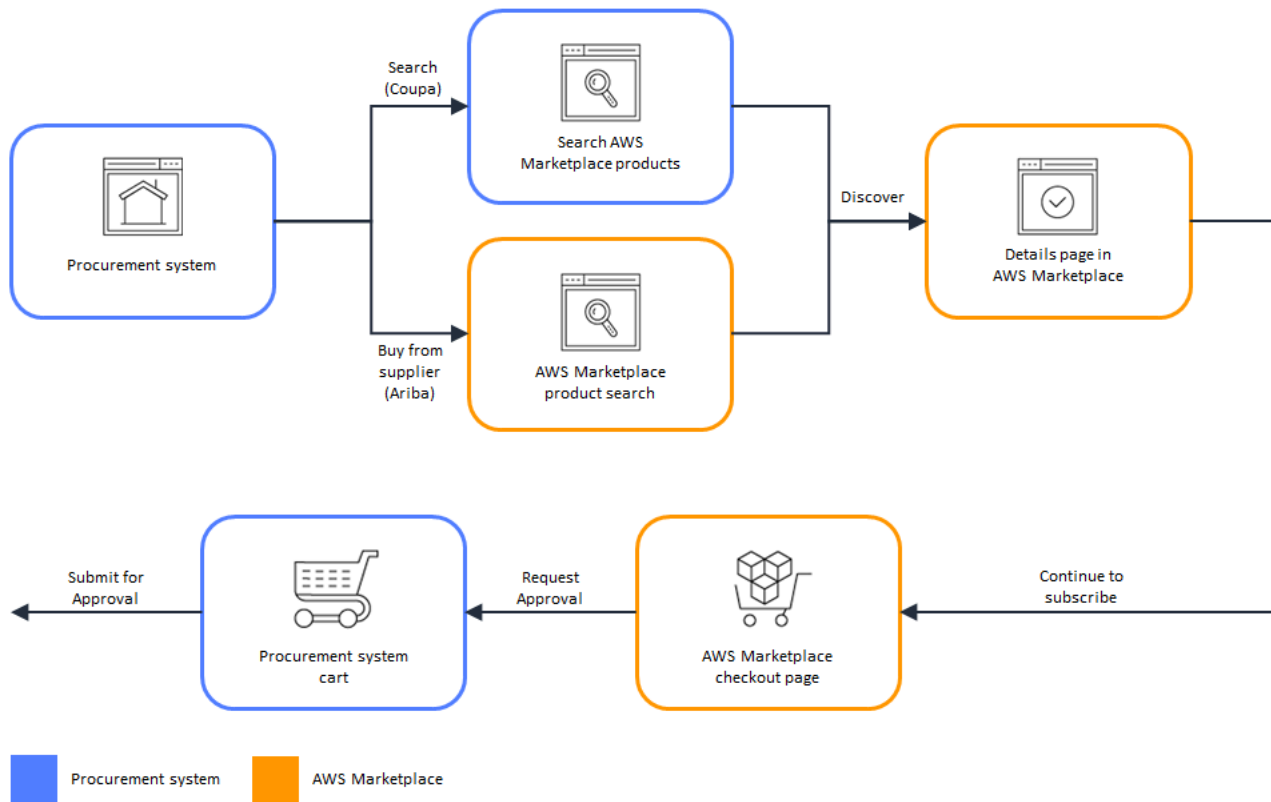 Search
(Coupa)
Search AWS
Marketplace products
Procurement system
Discover
Details page in
AWS Marketplace
Buy from
supplier
(Ariba)
AWS Marketplace
product search
Submit for
Approval
Procurement system
cart
Request
Approval
AWS Marketplace
checkout page
Continue to
subscribe
Procurement system
AWS Marketplace